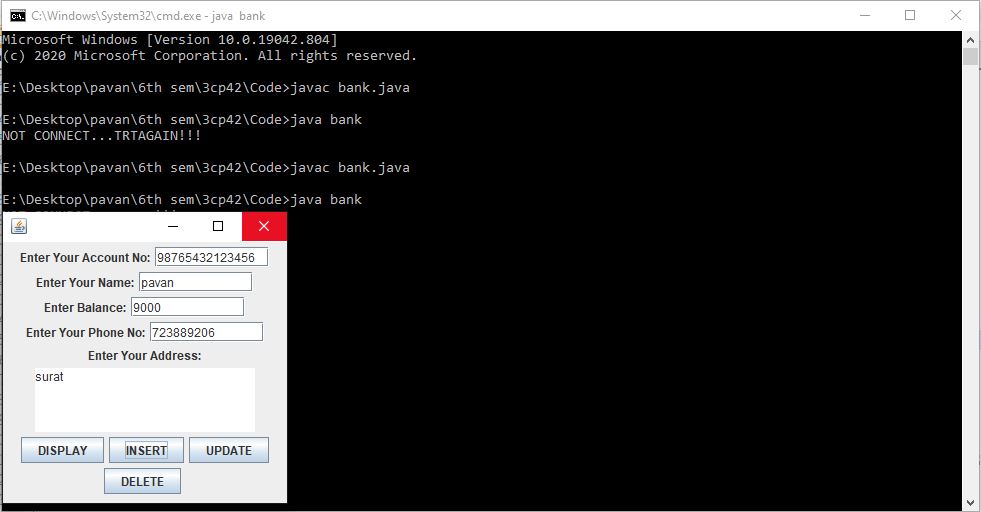 C:\Windows\System32\cmd.exe - java  bank
Microsoft Windows [Version 10.0.19042.804]
(c) 2020 Microsoft Corporation. All rights reserved.
E:\Desktop\pavan\6th sem\3cp42\Code>javac bank.java
E:\Desktop\pavan\6th sem\3cp42\Code>java bank
NOT CONNECT...TRTAGAIN!!!
E:\Desktop\pavan\6th sem\3cp42\Code>javac bank.java
E:\Desktop\pavan\6th sem\3cp42\Code>java bank
Enter Your Account No: 98765432123456
Enter Your Name: pavan
Enter Balance: 9000
Enter Your Phone No: 723889206
Enter Your Address:
surat
DISPLAY INSERT UPDATE
DELETE